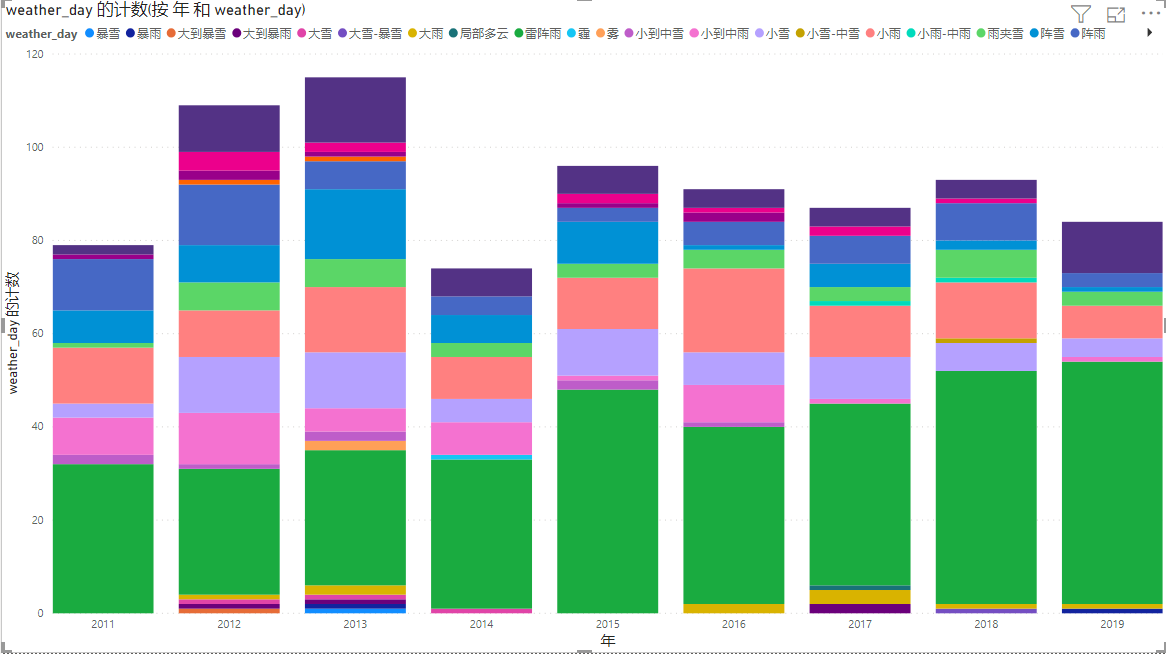 weather_day 的计数(按 年 和 weather_day)
weather_day 暴雪 暴雨 大到暴雪 大到暴雨 大雪 大雪-暴雪 大雨 局部多云 雷阵雨 霾 雾 小到中雪 小到中雨 小雪 小雪-中雪 小雨 小雨-中雨 雨夹雪 阵雪 阵雨
120
100
80
60
40
20
0
weather_day 的计数
2011 2012 2013 2014 2015 2016 2017 2018 2019
年